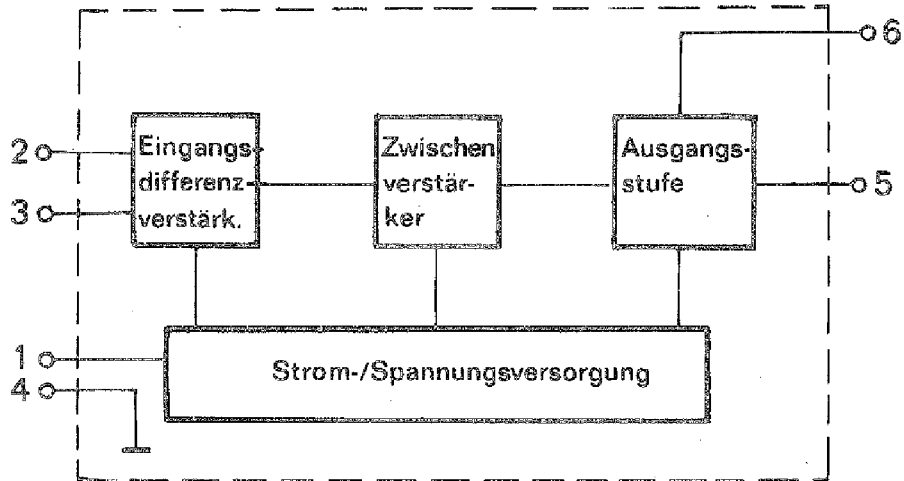 6
2
Eingangs-
differenz-
verstärk.
Zwischen
verstär-
ker
Ausgangs-
stufe
5
3
1
Strom-/Spannungsversorgung
4